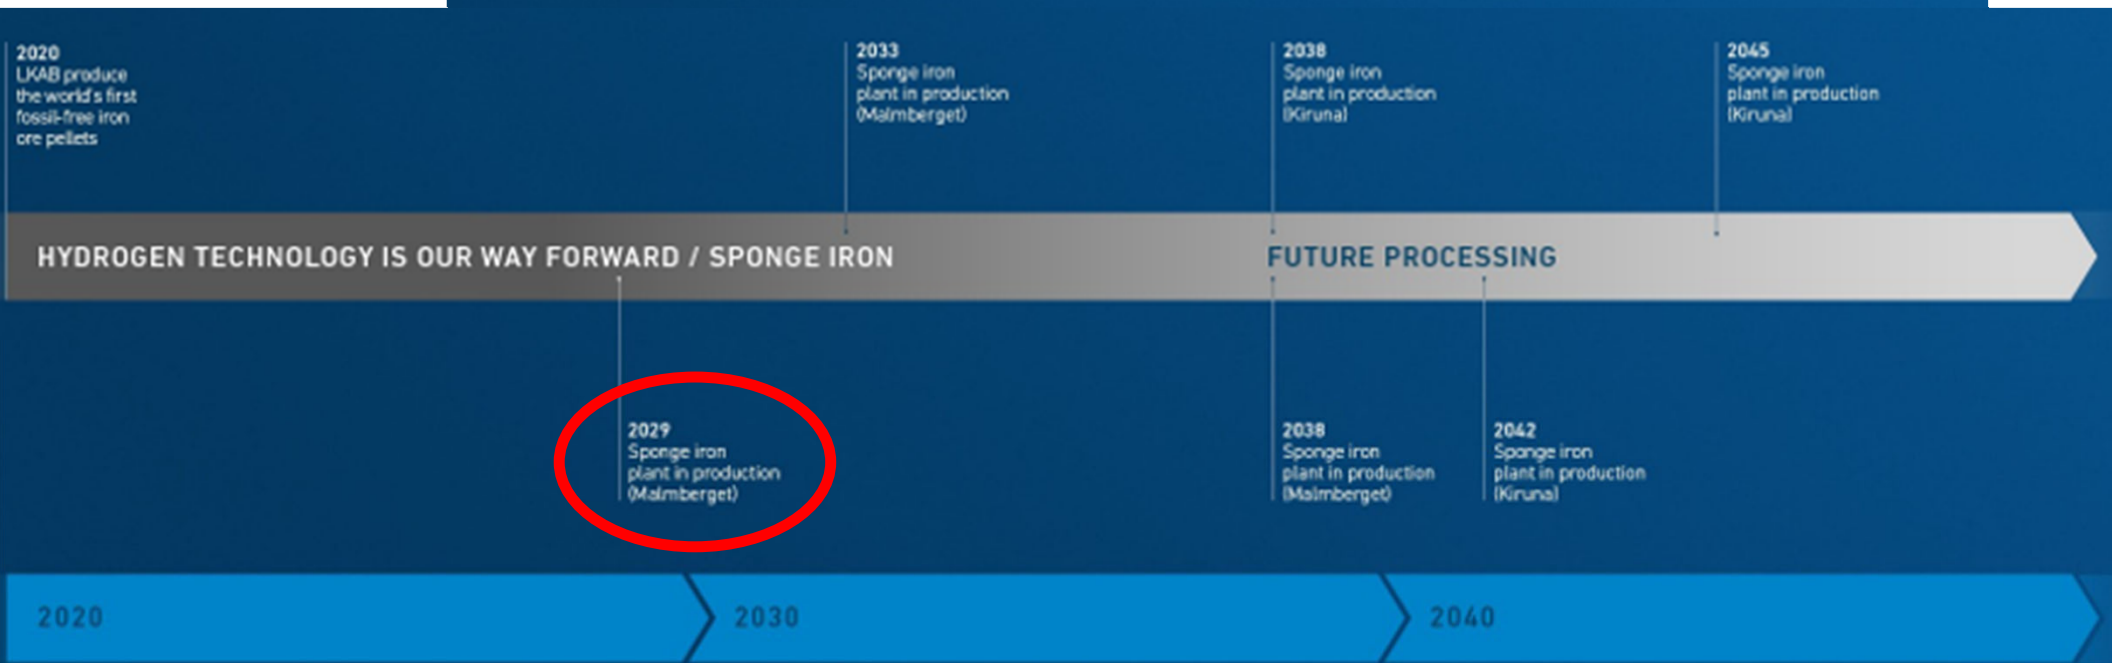 2020
LKAB produce
the world's first
fossil-free iron
ore pellets
2033
Sponge iron
plant in production
(Malmberget)
2038
Sponge iron
plant in production
(Kiruna)
2045
Sponge iron
plant in production
(Kiruna)
HYDROGEN TECHNOLOGY IS OUR WAY FORWARD / SPONGE IRON
FUTURE PROCESSING
2029
Sponge iron
plant in production
(Malmberget)
2038
Sponge iron
plant in production
(Malmberget)
2042
Sponge iron
plant in production
(Kiruna)
2020
2030
2040